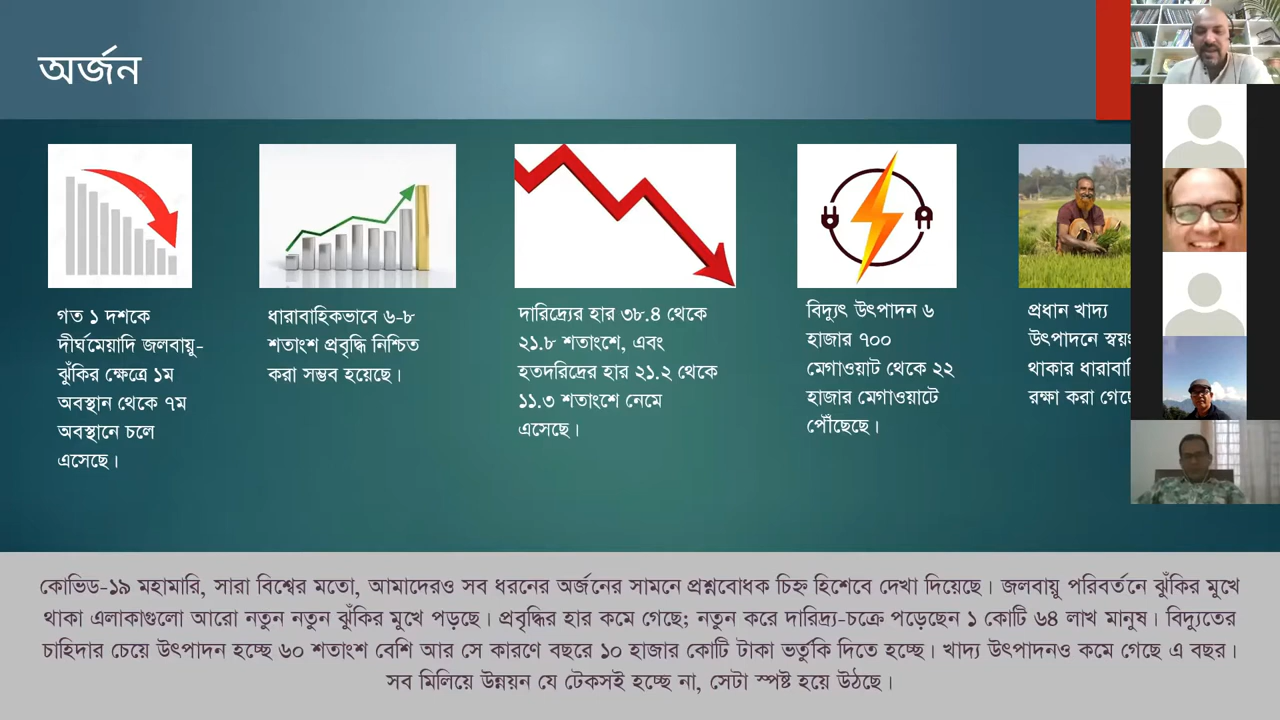 অর্জন
গত ১ দশকে
দীর্ঘমেয়াদি জলবায়ু-
ঝুঁকির ক্ষেত্রে ১ম
অবস্থান থেকে ৭ম
অবস্থানে চলে
এসেছে।
ধারাবাহিকভাবে ৬-৮
শতাংশ প্রবৃদ্ধি নিশ্চিত
করা সম্ভব হয়েছে।
দারিদ্র্যের হার ৩৮.৪ থেকে
২১.৮ শতাংশে, এবং
হতদরিদ্রের হার ২১.২ থেকে
১১.৩ শতাংশে নেমে
এসেছে।
বিদ্যুৎ উৎপাদন ৬
হাজার ৭০০
মেগাওয়াট থেকে ২২
হাজার মেগাওয়াটে
পৌঁছেছে।
প্রধান খাদ্য
উৎপাদনে
থাকার
রক্ষা করা
কোভিড-১৯ মহামারি, সারা বিশ্বের মতো, আমাদেরও সব ধরনের অর্জনের সামনে প্রশ্নবোধক চিহ্ন হিশেবে দেখা দিয়েছে। জলবায়ু পরিবর্তনে ঝুঁকির মুখে
থাকা এলাকাগুলো আরো নতুন নতুন ঝুঁকির মুখে পড়ছে। প্রবৃদ্ধির হার কমে গেছে; নতুন করে দারিদ্র্য-চক্রে পড়েছেন ১ কোটি ৬৪ লাখ মানুষ। বিদ্যুতের
চাহিদার চেয়ে উৎপাদন হচ্ছে ৬০ শতাংশ বেশি আর সে কারণে বছরে ১০ হাজার কোটি টাকা ভর্তুকি দিতে হচ্ছে। খাদ্য উৎপাদনও কমে গেছে এ বছর।
সব মিলিয়ে উন্নয়ন যে টেকসই হচ্ছে না, সেটা স্পষ্ট হয়ে উঠছে।